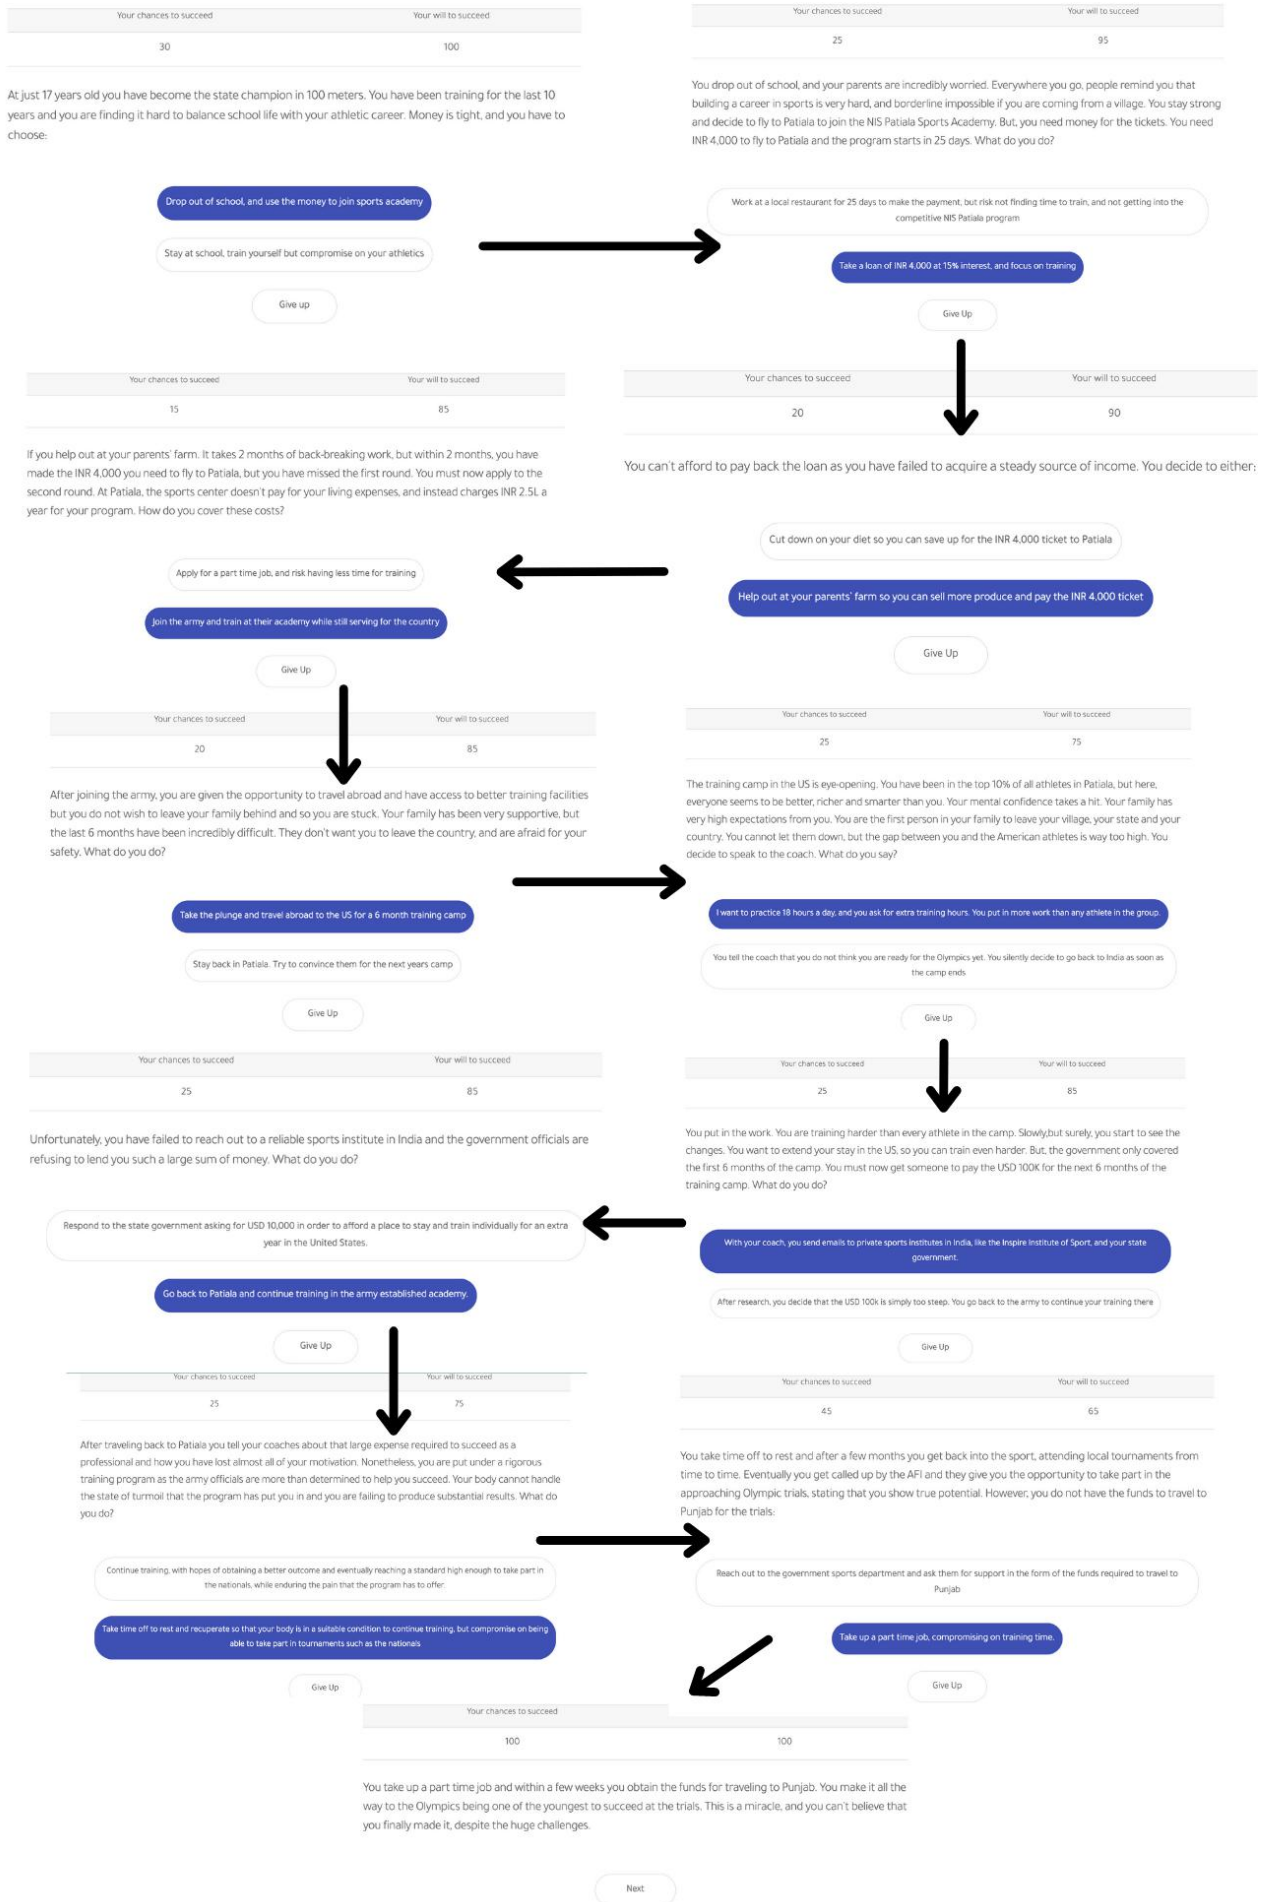 Your chances to succeed Your will to succeed
30 100
At just 17 years old you have become the state champion in 100 meters. You have been training for the last 10
years and you are finding it hard to balance school life with your athletic career. Money is tight, and you have to
choose:
Drop out of school, and use the money to join sports academy
Stay at school, train yourself but compromise on your athletics
Give up
Your chances to succeed Your will to succeed
25 95
You drop out of school, and your parents are incredibly worried. Everywhere you go, people remind you that
building a career in sports is very hard, and borderline impossible if you are coming from a village. You stay strong
and decide to fly to Patiala to join the NIS Patiala Sports Academy. But, you need money for the tickets. You need
INR 4,000 to fly to Patiala and the program starts in 25 days. What do you do?
Work at a local restaurant for 25 days to make the payment, but risk not finding time to train, and not getting into the
competitive NIS Patiala program
Take a loan of INR 4,000 at 15% interest, and focus on training
Give Up
Your chances to succeed Your will to succeed
20 90
You can't afford to pay back the loan as you have failed to acquire a steady source of income. You decide to either:
Cut down on your diet so you can save up for the INR 4,000 ticket to Patiala
Help out at your parents' farm so you can sell more produce and pay the INR 4,000 ticket
Give Up
Your chances to succeed Your will to succeed
15 85
If you help out at your parents' farm. It takes 2 months of back-breaking work, but within 2 months, you have
made the INR 4,000 you need to fly to Patiala, but you have missed the first round. You must now apply to the
second round. At Patiala, the sports center doesn't pay for your living expenses, and instead charges INR 2.5L a
year for your program. How do you cover these costs?
Apply for a part time job, and risk having less time for training
Join the army and train at their academy while still serving for the country
Give Up
Your chances to succeed Your will to succeed
20 85
After joining the army, you are given the opportunity to travel abroad and have access to better training facilities
but you do not wish to leave your family behind and so you are stuck. Your family has been very supportive, but
the last 6 months have been incredibly difficult. They don't want you to leave the country, and are afraid for your
safety. What do you do?
Take the plunge and travel abroad to the US for a 6 month training camp
Stay back in Patiala. Try to convince them for the next years camp
Give Up
Your chances to succeed Your will to succeed
25 75
The training camp in the US is eye-opening. You have been in the top 10% of all athletes in Patiala, but here,
everyone seems to be better, richer and smarter than you. Your mental confidence takes a hit. Your family has
very high expectations from you. You are the first person in your family to leave your village, your state and your
country. You cannot let them down, but the gap between you and the American athletes is way too high. You
decide to speak to the coach. What do you say?
I want to practice 18 hours a day, and you ask for extra training hours. You put in more work than any athlete in the group.
You tell the coach that you do not think you are ready for the Olympics yet. You silently decide to go back to India as soon as
the camp ends
Give Up
Your chances to succeed Your will to succeed
25 85
You put in the work. You are training harder than every athlete in the camp. Slowly,but surely, you start to see the
changes. You want to extend your stay in the US, so you can train even harder. But, the government only covered
the first 6 months of the camp. You must now get someone to pay the USD 100K for the next 6 months of the
training camp. What do you do?
With your coach, you send emails to private sports institutes in India, like the Inspire Institute of Sport, and your state
government.
After research, you decide that the USD 100k is simply too steep. You go back to the army to continue your training there
Give Up
Your chances to succeed Your will to succeed
25 85
Unfortunately, you have failed to reach out to a reliable sports institute in India and the government officials are
refusing to lend you such a large sum of money. What do you do?
Respond to the state government asking for USD 10,000 in order to afford a place to stay and train individually for an extra
year in the United States.
Go back to Patiala and continue training in the army established academy.
Give Up
Your chances to succeed Your will to succeed
25 75
After traveling back to Patiala you tell your coaches about that large expense required to succeed as a
professional and how you have lost almost all of your motivation. Nonetheless, you are put under a rigorous
training program as the army officials are more than determined to help you succeed. Your body cannot handle
the state of turmoil that the program has put you in and you are failing to produce substantial results. What do
you do?
Continue training, with hopes of obtaining a better outcome and eventually reaching a standard high enough to take part in
the nationals, while enduring the pain that the program has to offer.
Take time off to rest and recuperate so that your body is in a suitable condition to continue training, but compromise on being
able to take part in tournaments such as the nationals
Give Up
Your chances to succeed Your will to succeed
45 65
You take time off to rest and after a few months you get back into the sport, attending local tournaments from
time to time. Eventually you get called up by the AFI and they give you the opportunity to take part in the
approaching Olympic trials, stating that you show true potential. However, you do not have the funds to travel to
Punjab for the trials:
Reach out to the government sports department and ask them for support in the form of the funds required to travel to
Punjab
Take up a part time job, compromising on training time.
Give Up
Your chances to succeed
100 100
You take up a part time job and within a few weeks you obtain the funds for traveling to Punjab. You make it all the
way to the Olympics being one of the youngest to succeed at the trials. This is a miracle, and you can't believe that
you finally made it, despite the huge challenges.
Next